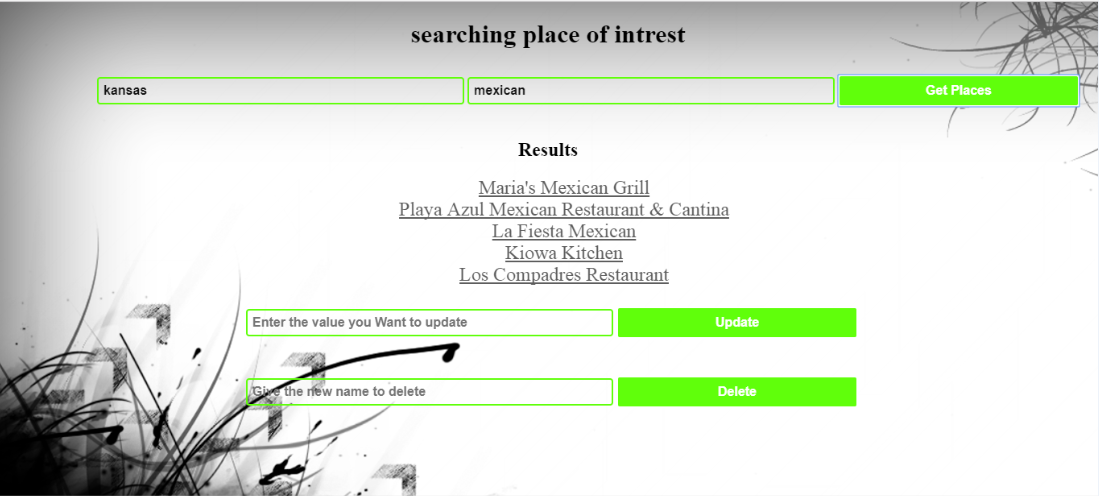 searching place of intrest
kansas mexican Get Places
Results
Maria's Mexican Grill
Playa Azul Mexican Restaurant & Cantina
La Fiesta Mexican
Kiowa Kitchen
Los Compadres Restaurant
Enter the value you Want to update Update
Give the new name to delete Delete